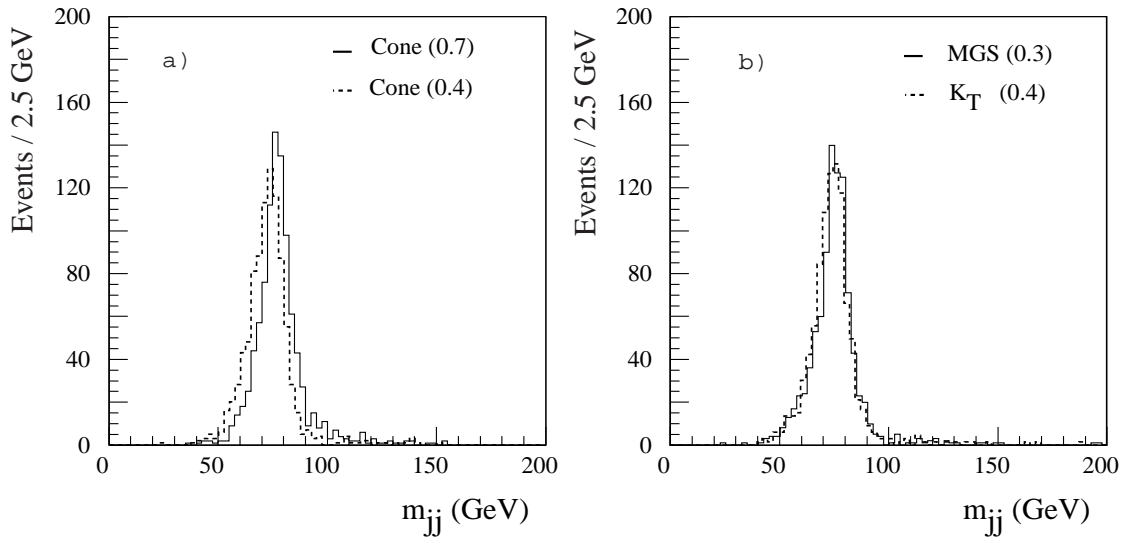 Events / 2.5 GeV
200
160
120
80
40
0
a)
Cone (0.7)
Cone (0.4)
0 50 100 150 200
m_jj (GeV)
Events / 2.5 GeV
200
160
120
80
40
0
b)
MGS (0.3)
K_T (0.4)
0 50 100 150 200
m_jj (GeV)